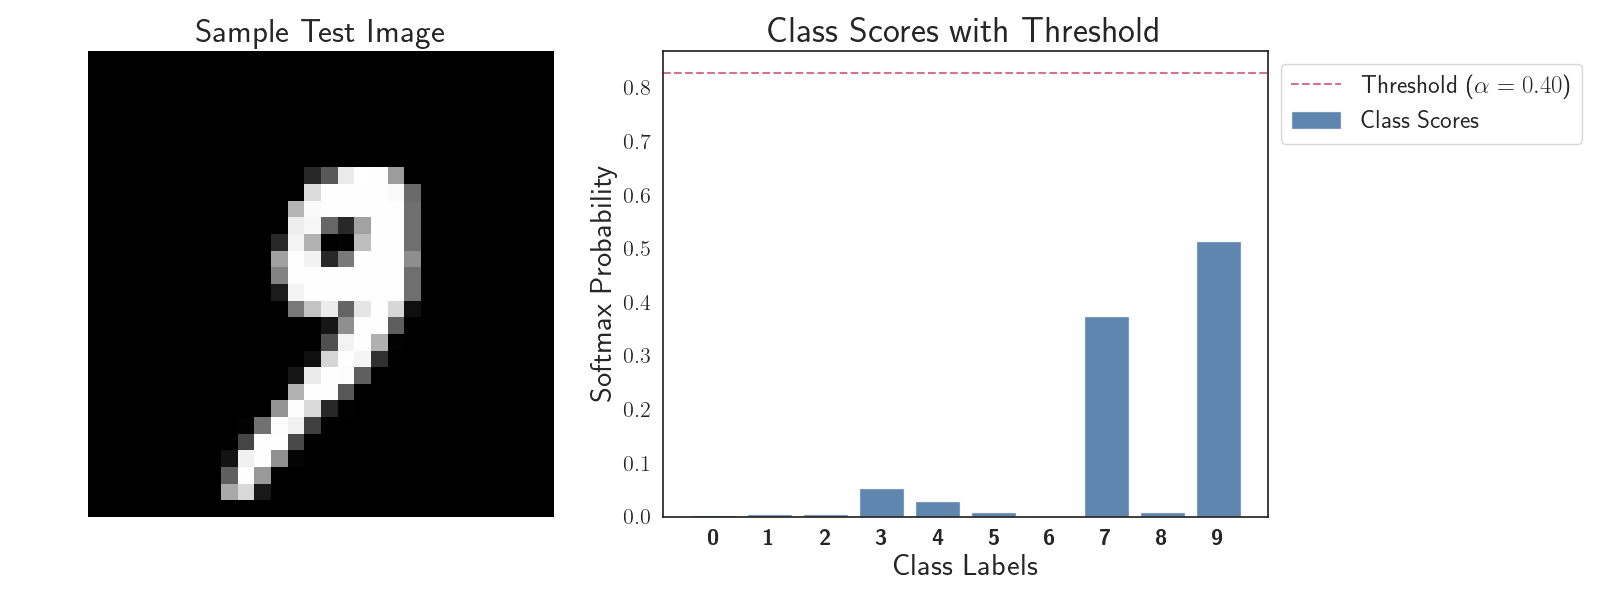 Sample Test Image
9
Class Scores with Threshold
Softmax Probability
0.8
0.7
0.6
0.5
0.4
0.3
0.2
0.1
0.0
0 1 2 3 4 5 6 7 8 9
Class Labels
Threshold (α = 0.40)
Class Scores